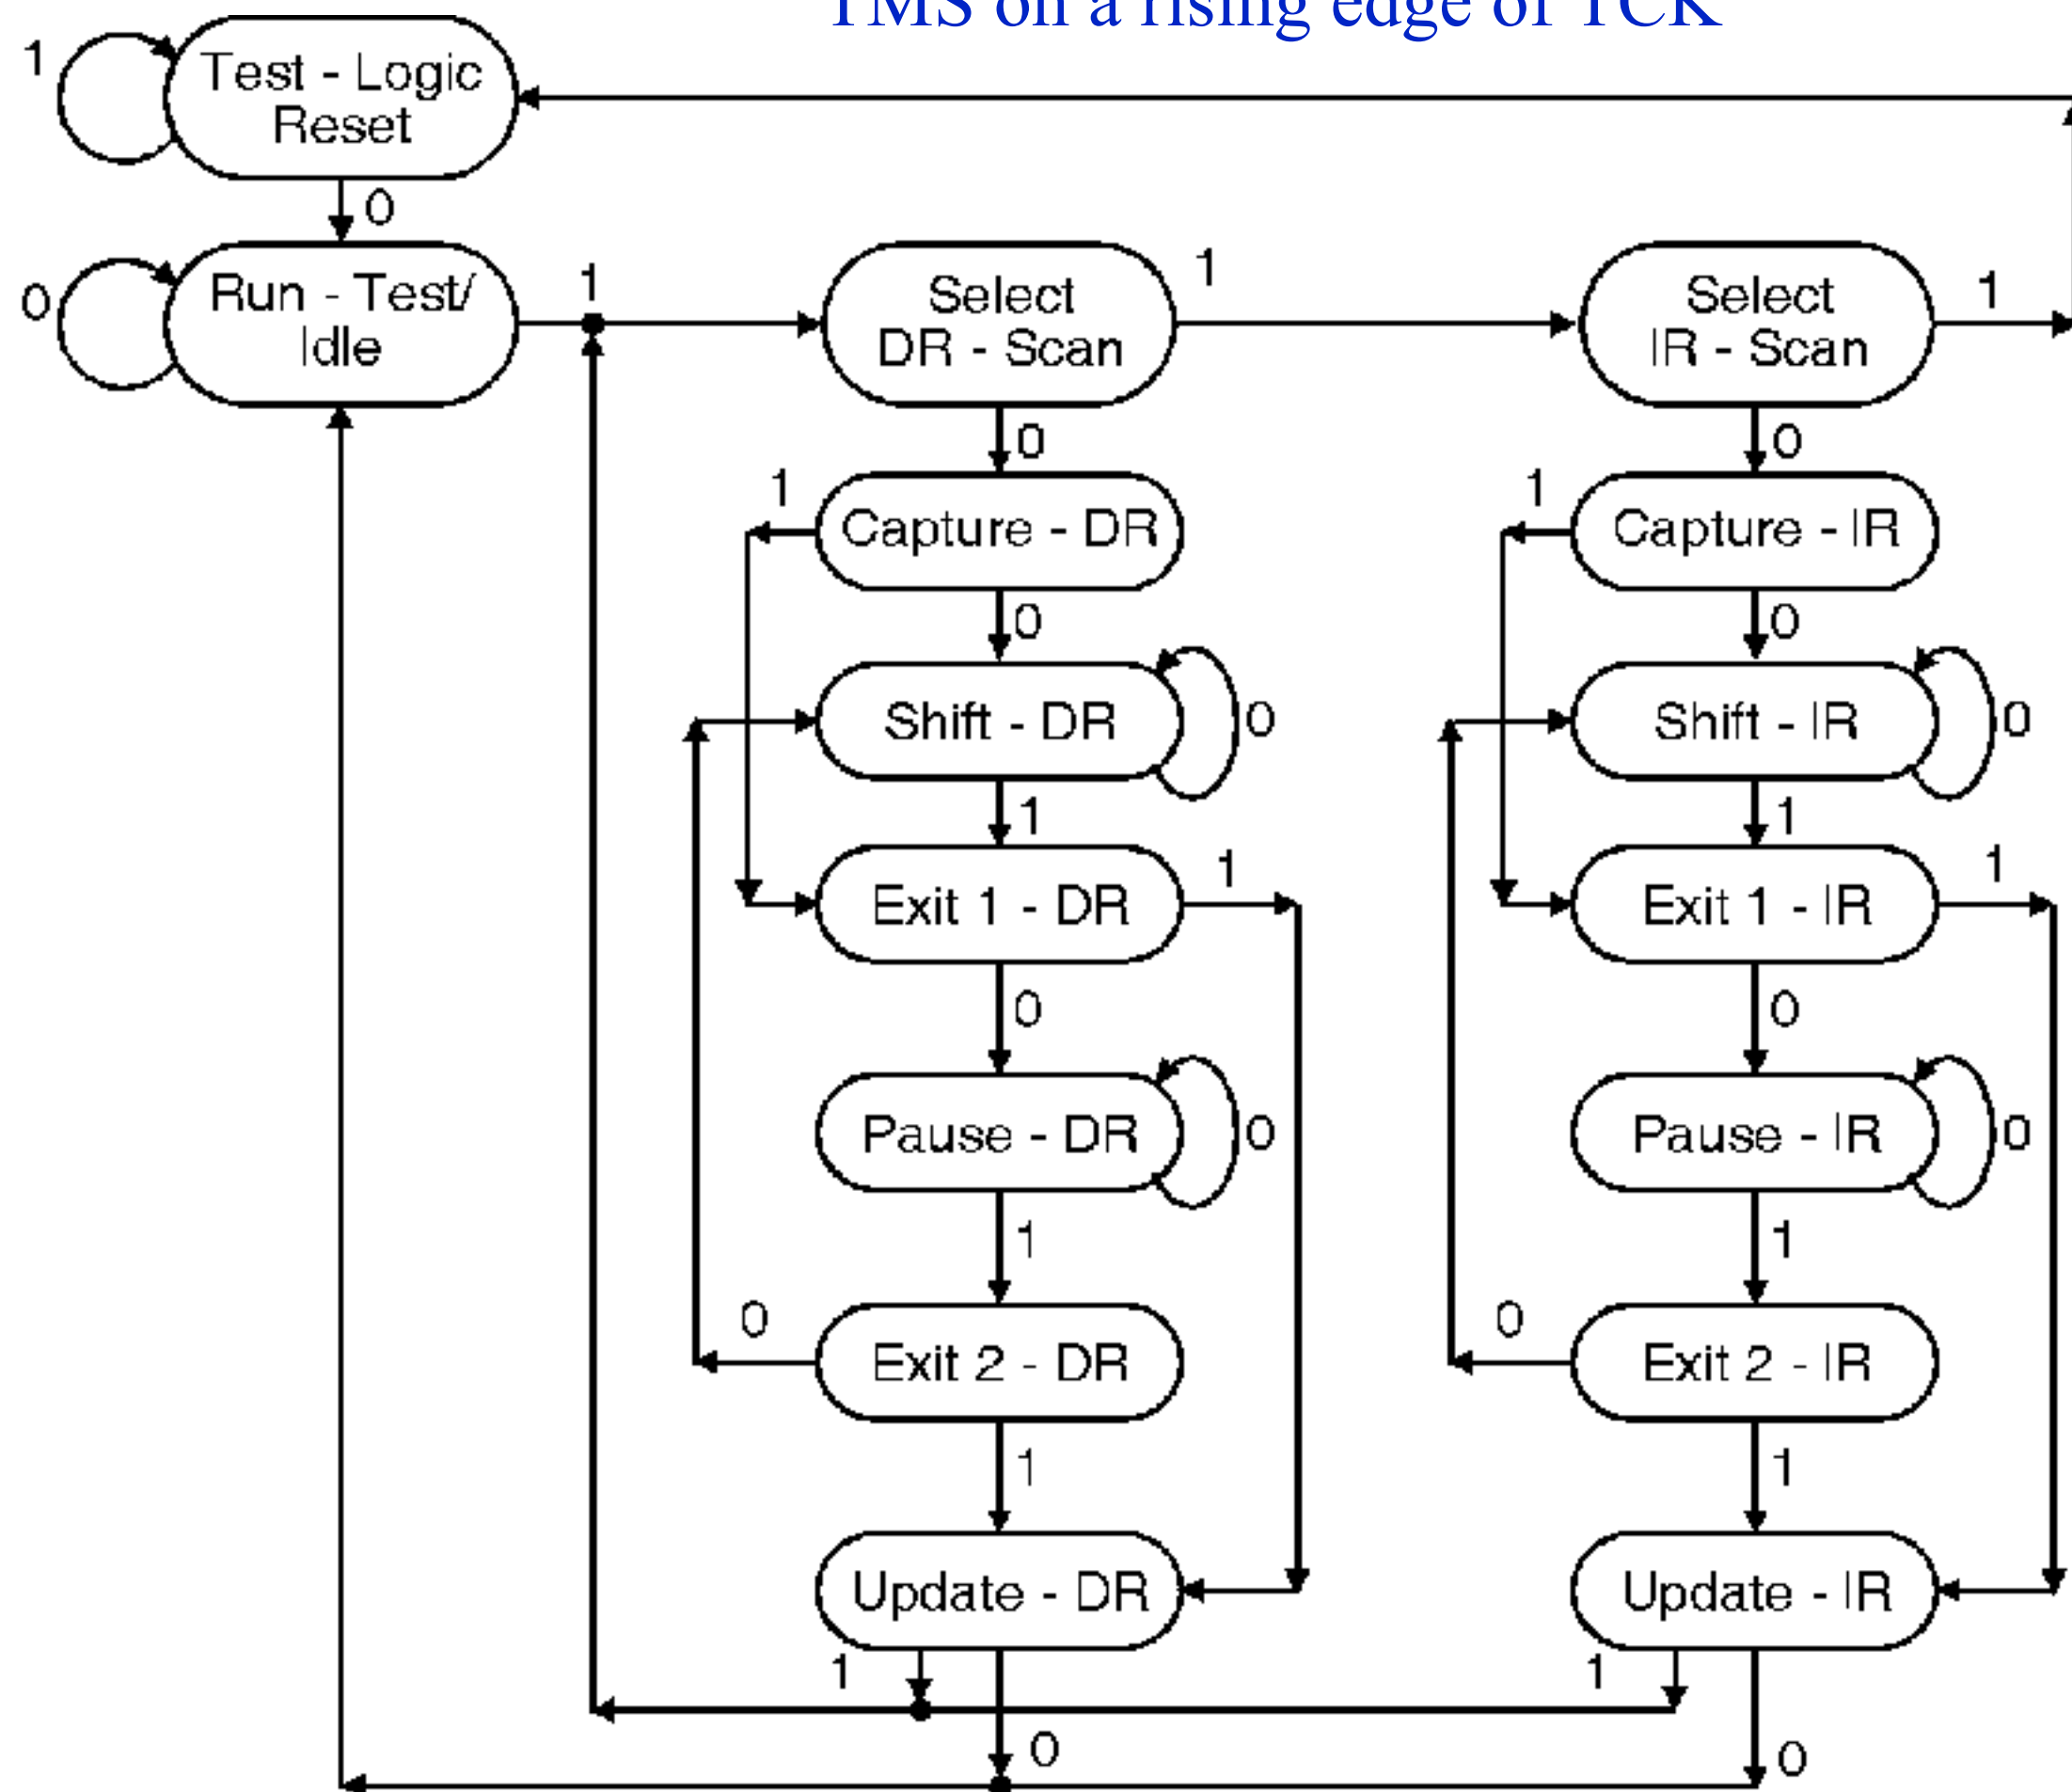 TMS on a rising edge of TCK
1
Test - Logic
Reset
0
0
Run - Test/
Idle
1
Select
DR - Scan
1
Select
IR - Scan
1
0
0
1
Capture - DR
1
Capture - IR
0
0
Shift - DR
0
Shift - IR
0
1
1
Exit 1 - DR
1
Exit 1 - IR
1
0
0
Pause - DR
0
Pause - IR
0
1
1
0
Exit 2 - DR
0
Exit 2 - IR
1
1
Update - DR
Update - IR
1
1
0
0